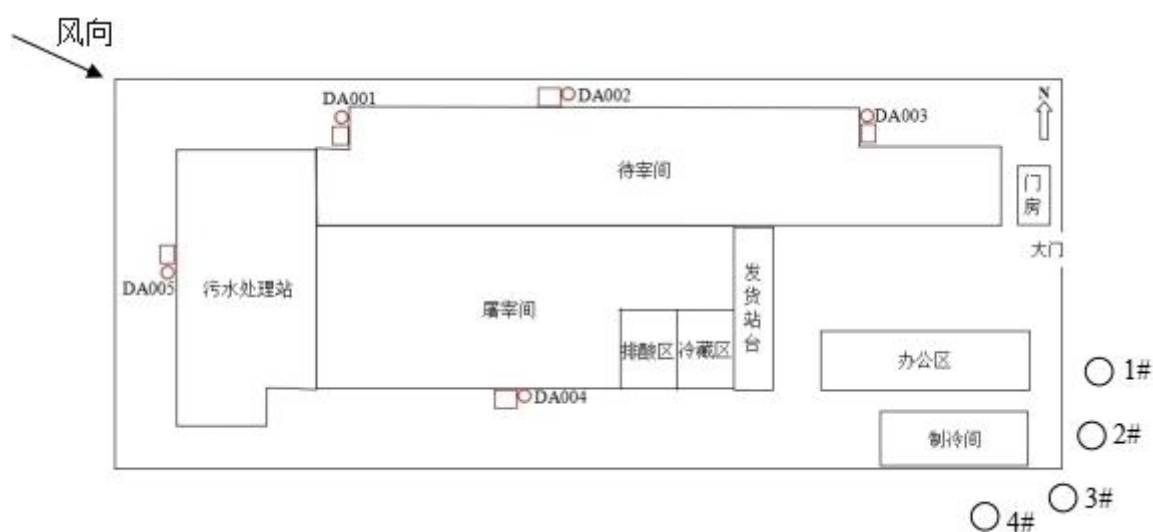 风向
DA001
DA002
DA003
N
待宰间
门房
大门
DA005
污水处理站
屠宰间
发货站台
排酸区
冷藏区
DA004
办公区
制冷间
1#
2#
3#
4#